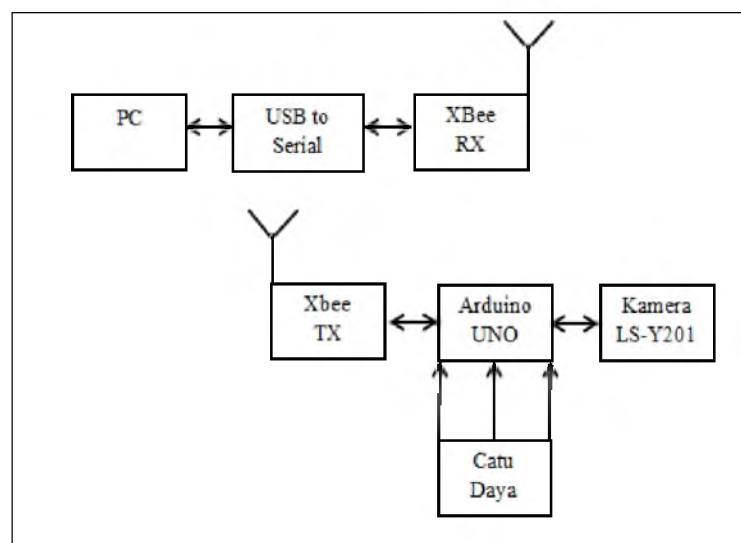 PC
USB to
Serial
XBee
RX
Xbee
TX
Arduino
UNO
Kamera
LS-Y201
Catu
Daya